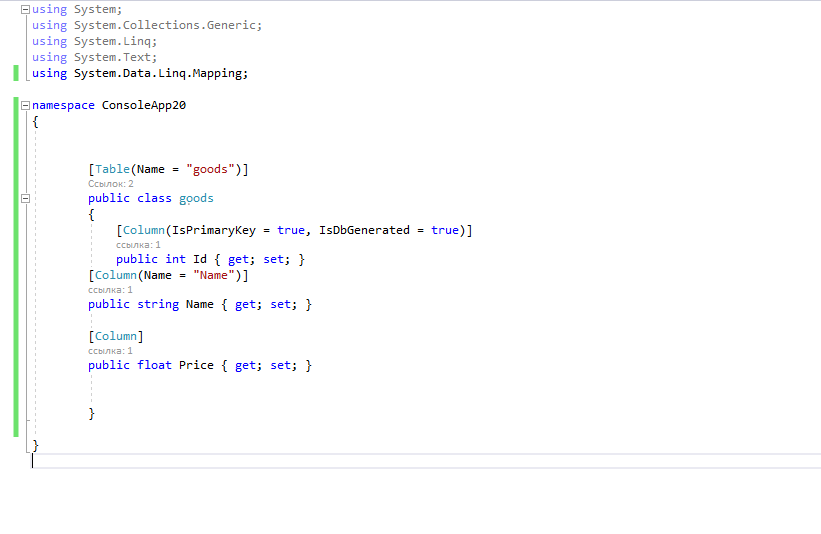 using System;
using System.Collections.Generic;
using System.Linq;
using System.Text;
using System.Data.Linq.Mapping;
namespace ConsoleApp20
{
[Table(Name = "goods")]
Ссылок: 2
public class goods
{
[Column(IsPrimaryKey = true, IsDbGenerated = true)]
ссылка: 1
public int Id { get; set; }
[Column(Name = "Name")]
ссылка: 1
public string Name { get; set; }
[Column]
ссылка: 1
public float Price { get; set; }
}
}